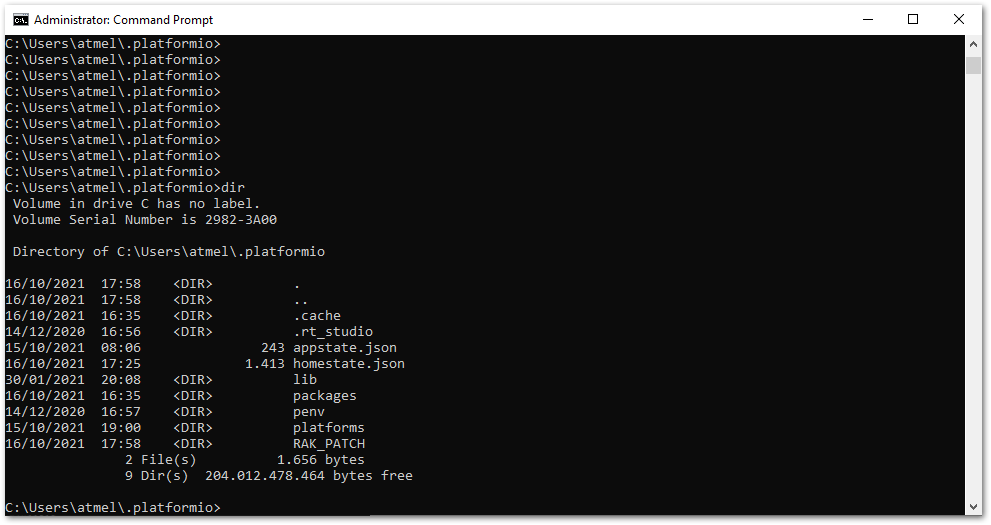 Administrator: Command Prompt
C:\Users\atmel\.platformio>
C:\Users\atmel\.platformio>
C:\Users\atmel\.platformio>
C:\Users\atmel\.platformio>
C:\Users\atmel\.platformio>
C:\Users\atmel\.platformio>
C:\Users\atmel\.platformio>
C:\Users\atmel\.platformio>
C:\Users\atmel\.platformio>
C:\Users\atmel\.platformio>dir
 Volume in drive C has no label.
 Volume Serial Number is 2982-3A00

 Directory of C:\Users\atmel\.platformio

16/10/2021  17:58    <DIR>          .
16/10/2021  17:58    <DIR>          ..
16/10/2021  16:35    <DIR>          .cache
14/12/2020  16:56    <DIR>          .rt_studio
15/10/2021  08:06               243 appstate.json
16/10/2021  17:25             1.413 homestate.json
30/01/2021  20:08    <DIR>          lib
16/10/2021  16:35    <DIR>          packages
14/12/2020  16:57    <DIR>          penv
15/10/2021  19:00    <DIR>          platforms
16/10/2021  17:58    <DIR>          RAK_PATCH
               2 File(s)          1.656 bytes
               9 Dir(s)  204.012.478.464 bytes free

C:\Users\atmel\.platformio>